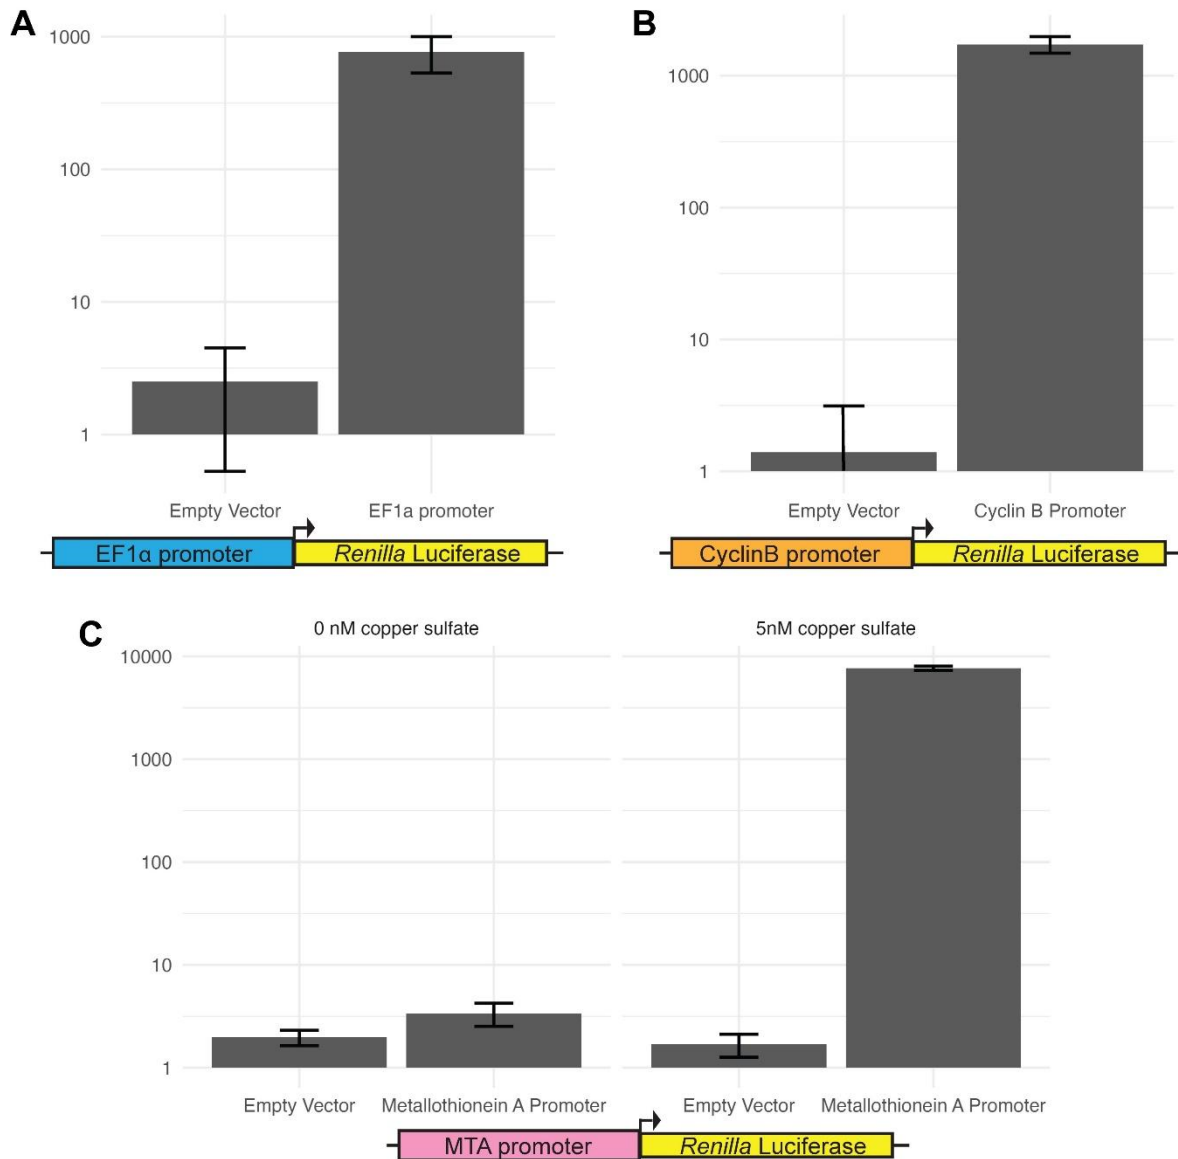 A
1000
100
10
1
Empty Vector EF1a promoter
EF1α promoter Renilla Luciferase
B
1000
100
10
1
Empty Vector Cyclin B Promoter
CyclinB promoter Renilla Luciferase
C
0 nM copper sulfate 5nM copper sulfate
10000
1000
100
10
1
Empty Vector Metallothionein A Promoter Empty Vector Metallothionein A Promoter
MTA promoter Renilla Luciferase